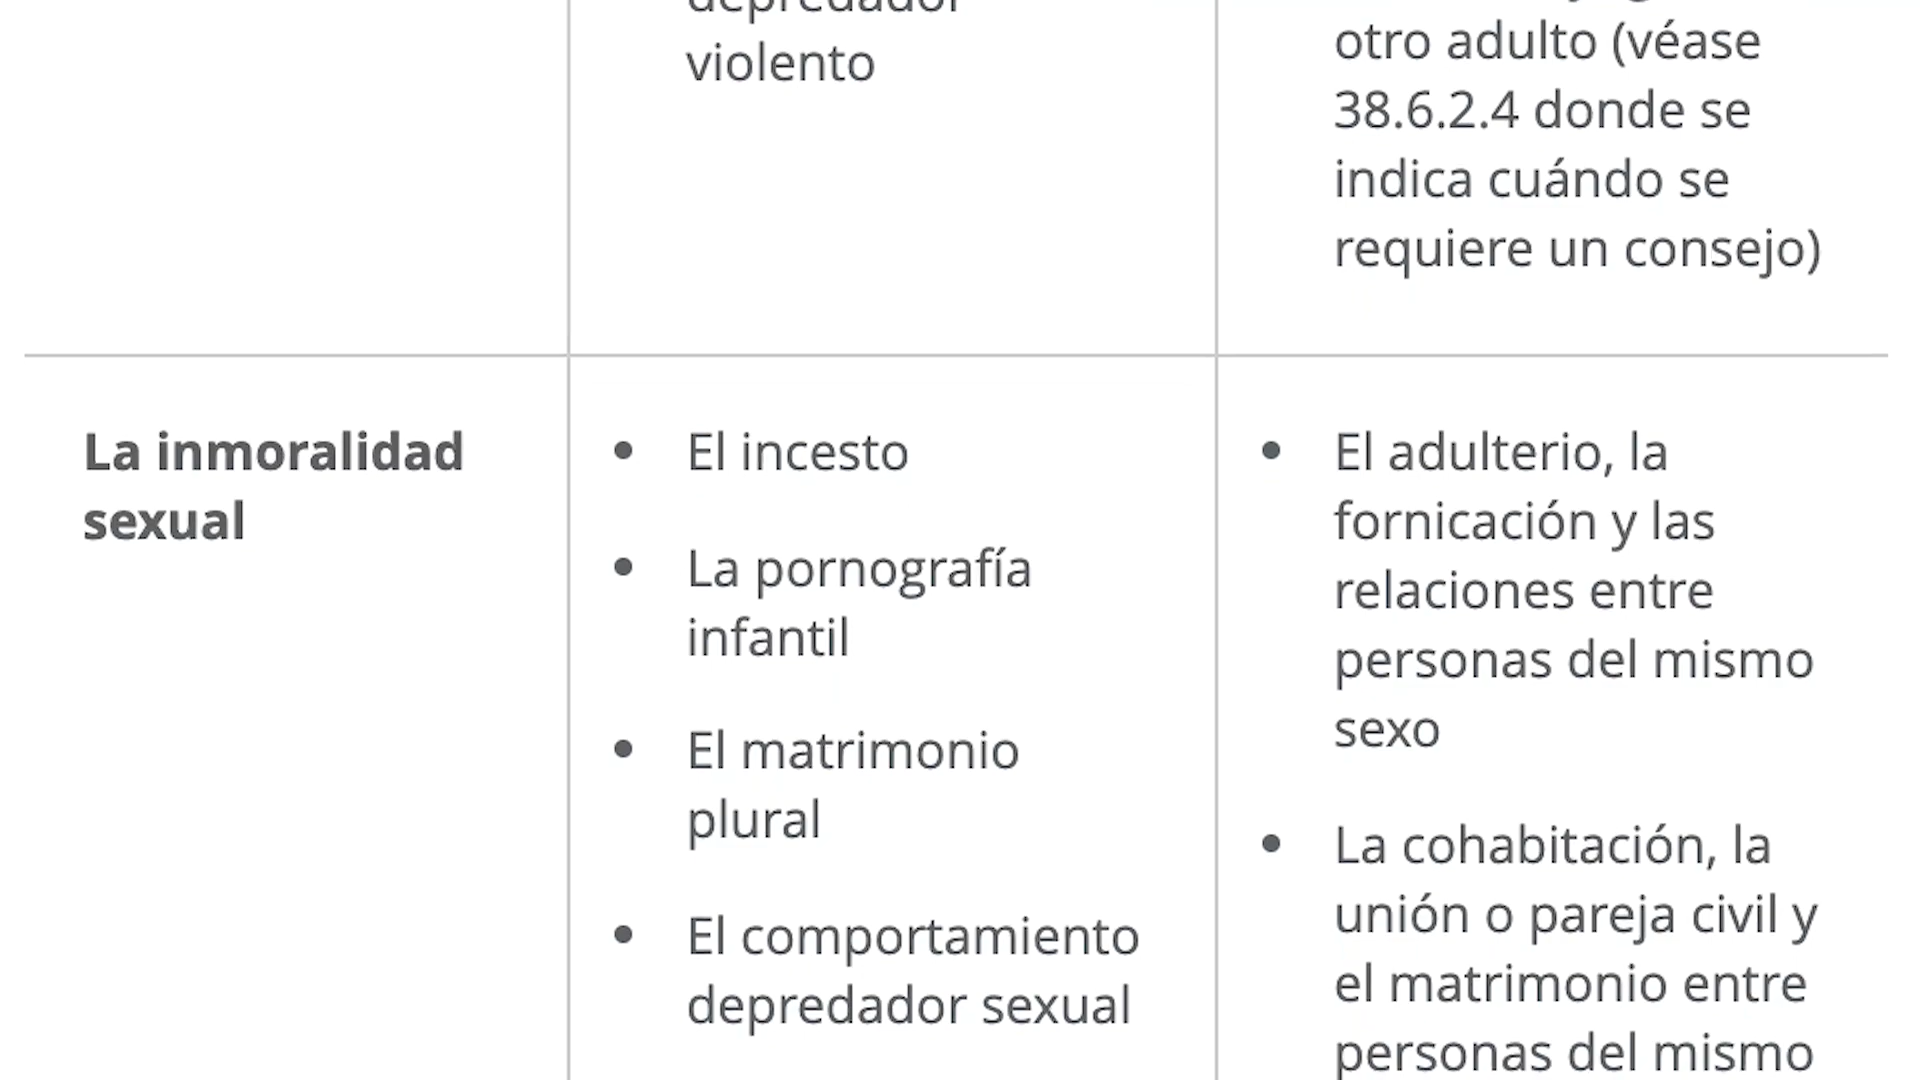 depredador
violento
otro adulto (véase
38.6.2.4 donde se
indica cuándo se
requiere un consejo)
La inmoralidad
sexual
• El incesto
• La pornografía
infantil
• El matrimonio
plural
• El comportamiento
depredador sexual
• El adulterio, la
fornicación y las
relaciones entre
personas del mismo
sexo
• La cohabitación, la
unión o pareja civil y
el matrimonio entre
personas del mismo